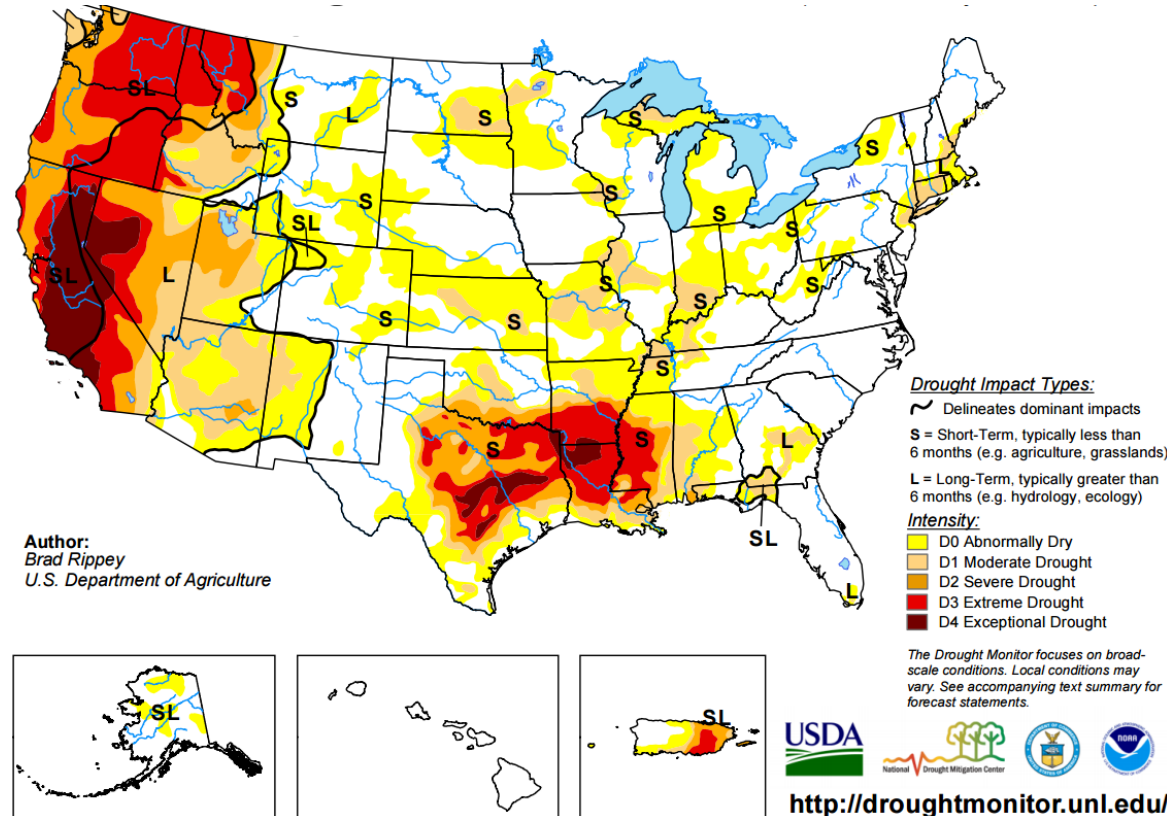 SL
S
L
S
S
S
S
SL
S
L
S
L
S
S
S
SL
S
S
S
S
S
S
S
S
L
SL
L
Drought Impact Types:
Delineates dominant impacts
S = Short-Term, typically less than
6 months (e.g. agriculture, grasslands)
L = Long-Term, typically greater than
6 months (e.g. hydrology, ecology)
Intensity:
D0 Abnormally Dry
D1 Moderate Drought
D2 Severe Drought
D3 Extreme Drought
D4 Exceptional Drought
Author:
Brad Rippey
U.S. Department of Agriculture
The Drought Monitor focuses on broad-
scale conditions. Local conditions may
vary. See accompanying text summary for
forecast statements.
SL
SL
USDA
National Drought Mitigation Center
NOAA
http://droughtmonitor.unl.edu/